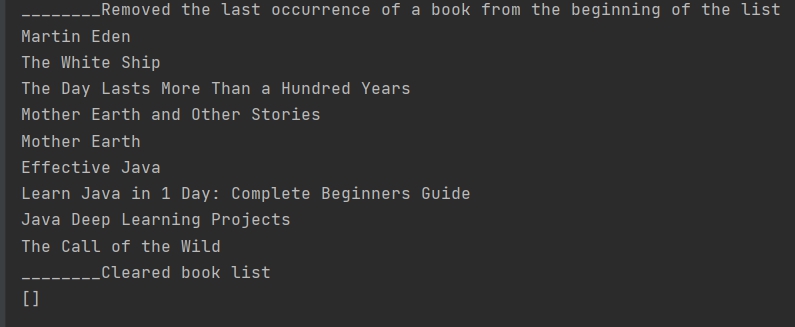 ________Removed the last occurrence of a book from the beginning of the list
Martin Eden
The White Ship
The Day Lasts More Than a Hundred Years
Mother Earth and Other Stories
Mother Earth
Effective Java
Learn Java in 1 Day: Complete Beginners Guide
Java Deep Learning Projects
The Call of the Wild
________Cleared book list
[]